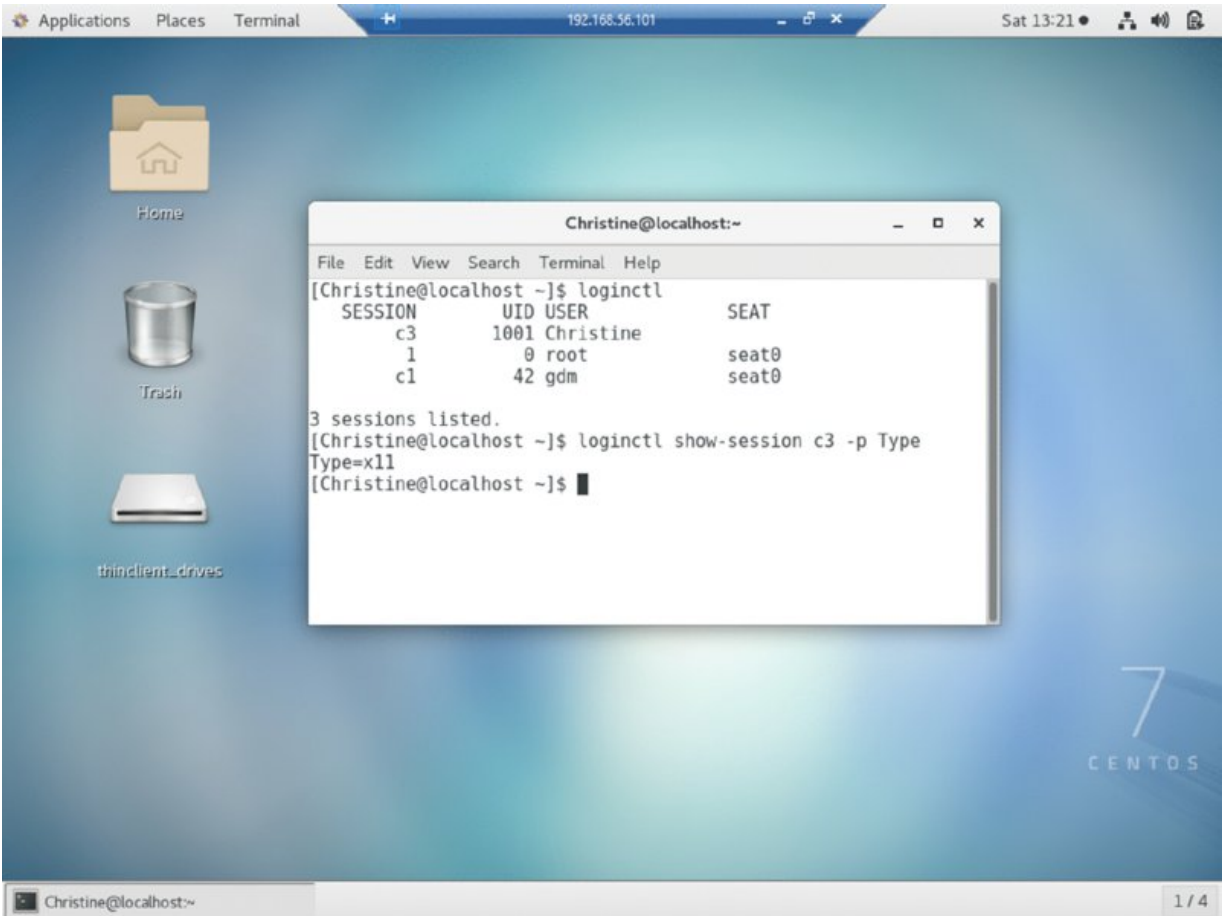 Applications Places Terminal
192.168.56.101
Sat 13:21
Home
Trash
thinclient_drives
Christine@localhost:~
File Edit View Search Terminal Help
[Christine@localhost ~]$ loginctl
SESSION UID USER SEAT
c3 1001 Christine
1 0 root seat0
c1 42 gdm seat0
3 sessions listed.
[Christine@localhost ~]$ loginctl show-session c3 -p Type
Type=x11
[Christine@localhost ~]$
7
CENTOS
Christine@localhost:~
1 / 4